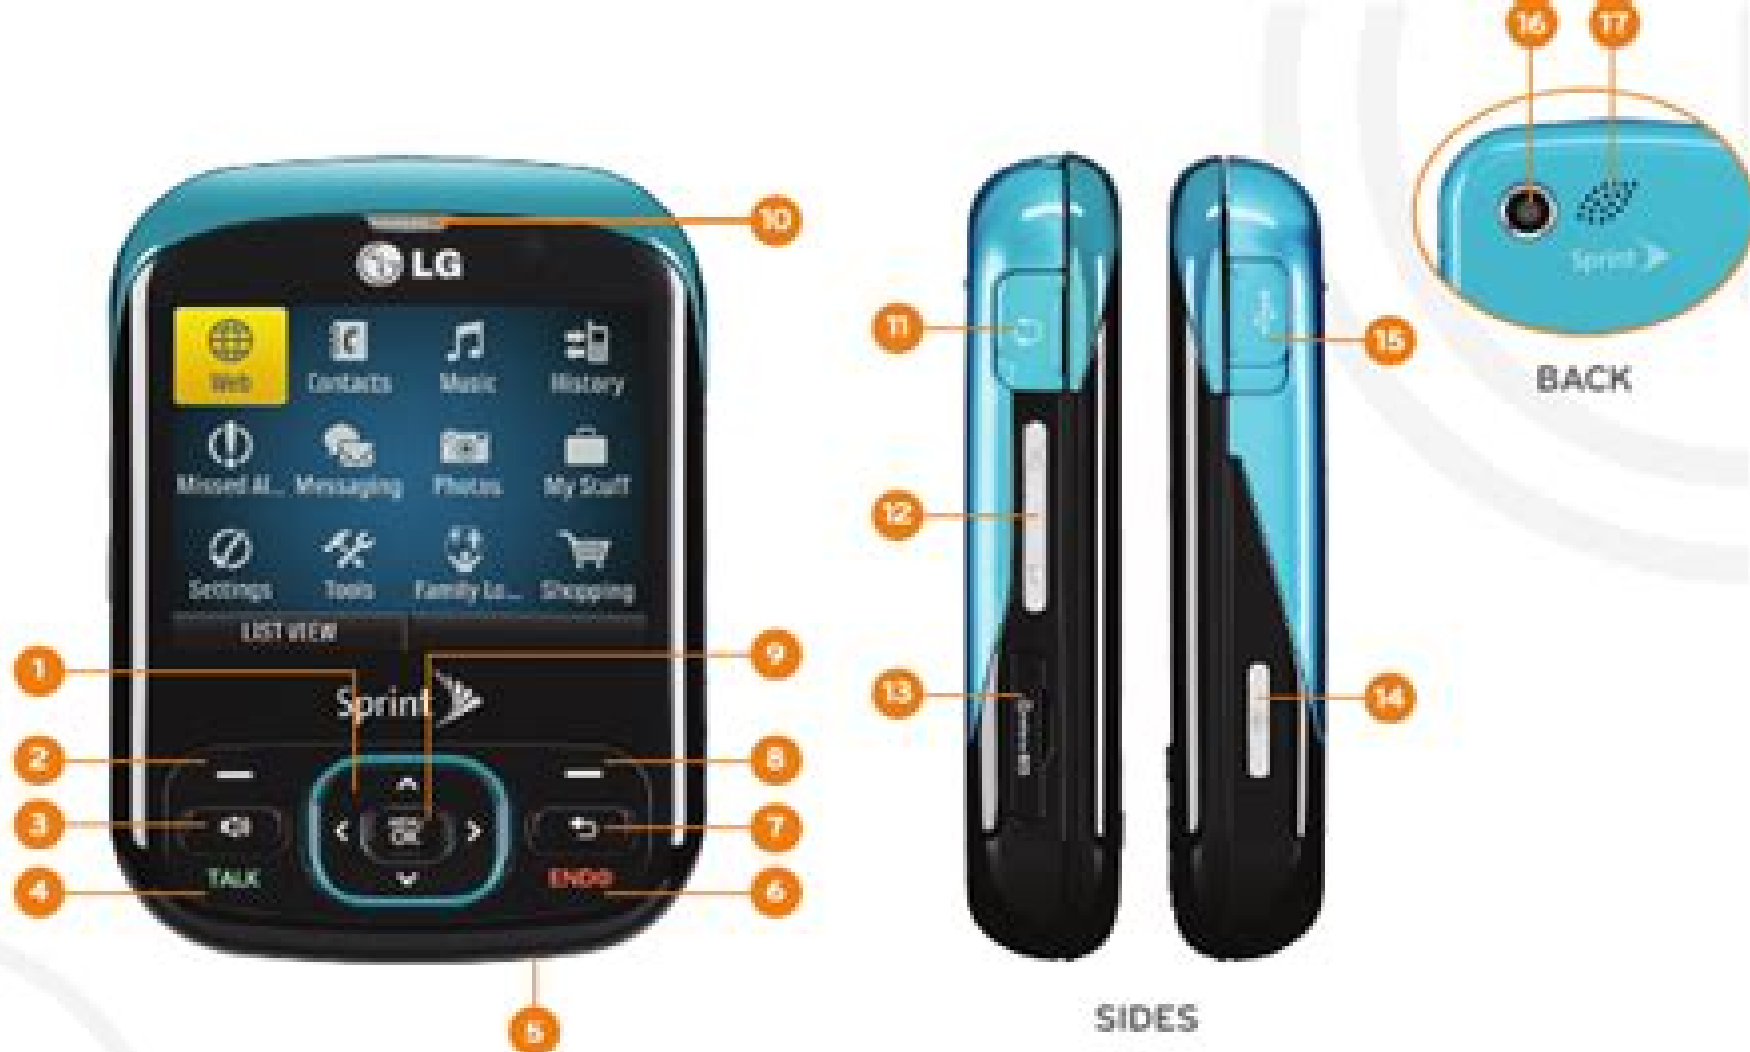 16 17
10
LG
Web Contacts Music History
11
15
BACK
Missed Al... Messaging Photos My Stuff
12
Settings Tools Family Lo... Shopping
LIST VIEW
1
9
13
14
Sprint
Sprint
2
8
3
7
MENU
OK
4
TALK
END
6
5
SIDES